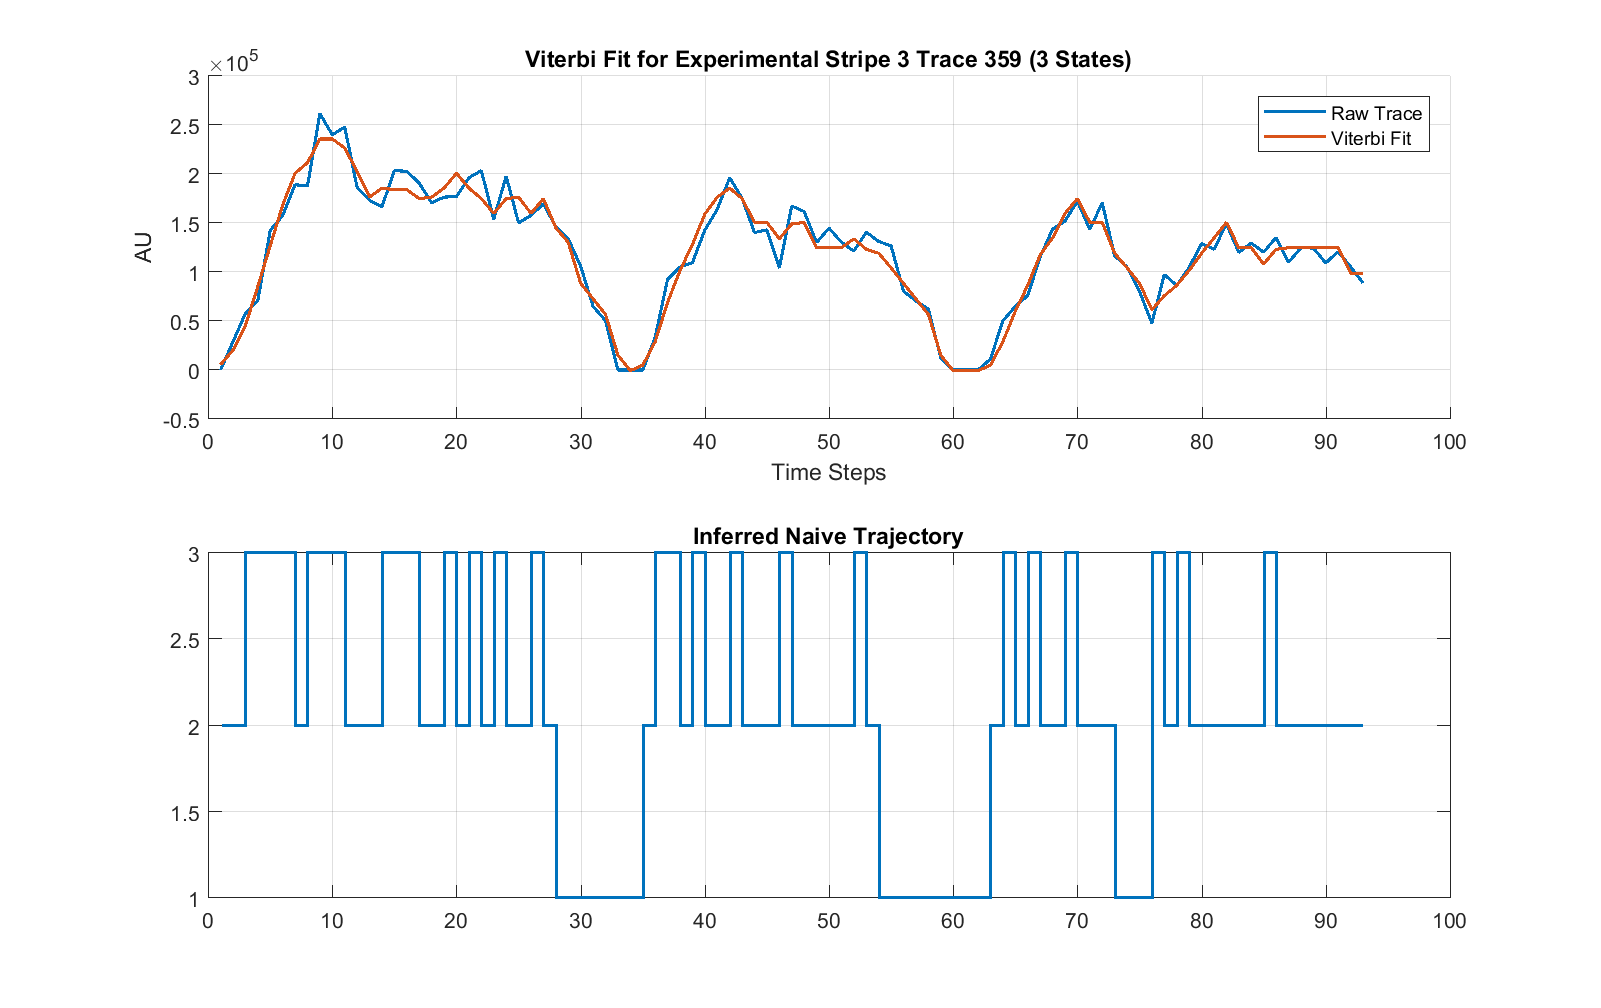 Viterbi Fit for Experimental Stripe 3 Trace 359 (3 States)
×10^5
3
2.5
2
1.5
1
0.5
0
-0.5
AU
Raw Trace
Viterbi Fit
0 10 20 30 40 50 60 70 80 90 100
Time Steps
Inferred Naive Trajectory
3
2.5
2
1.5
1
0 10 20 30 40 50 60 70 80 90 100